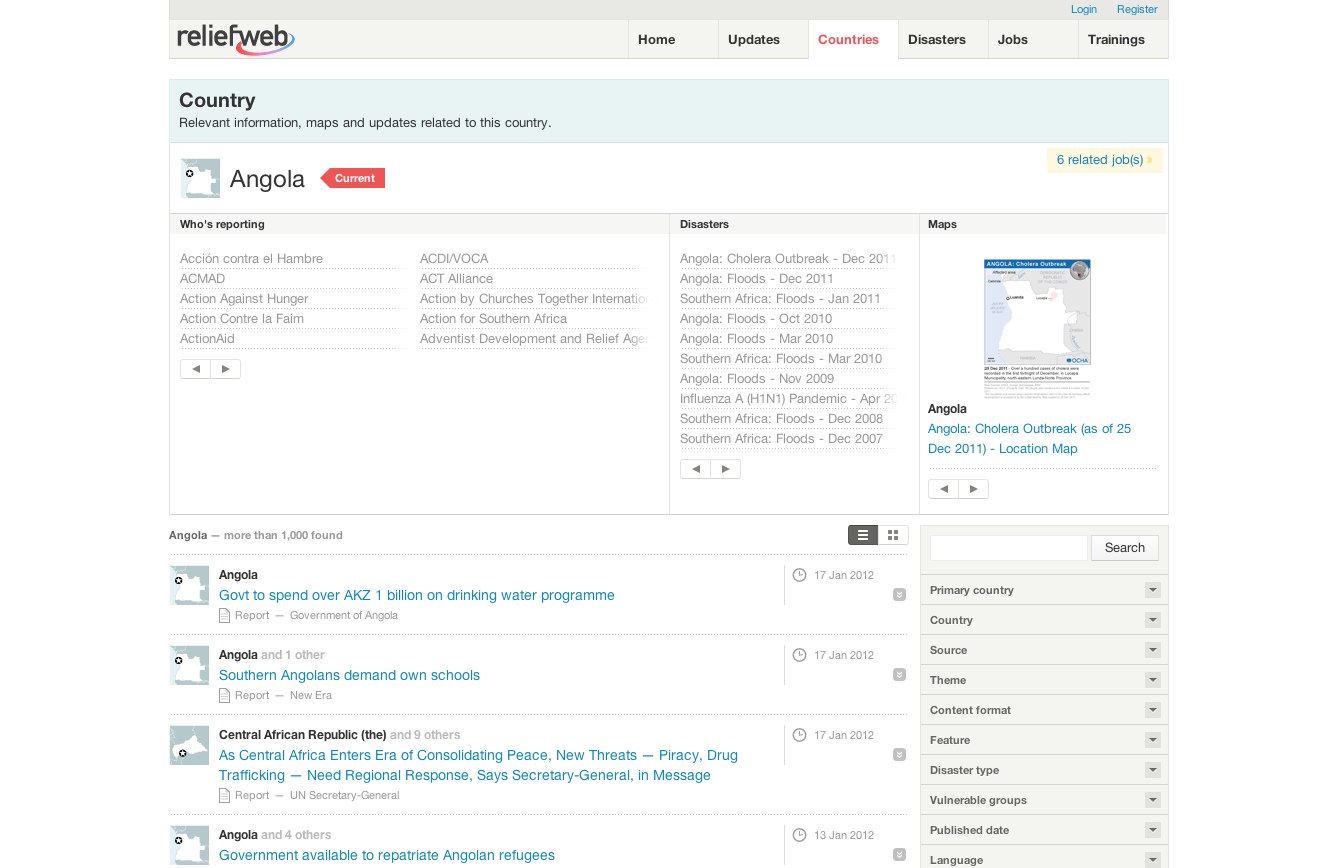 Login Register
reliefweb
Home Updates Countries Disasters Jobs Trainings
Country
Relevant information, maps and updates related to this country.
Angola Current
6 related job(s)
Who's reporting
Acción contra el Hambre
ACMAD
Action Against Hunger
Action Contre la Faim
ActionAid
ACDI/VOCA
ACT Alliance
Action by Churches Together Internatio
Action for Southern Africa
Adventist Development and Relief Age
Disasters
Angola: Cholera Outbreak - Dec 2011
Angola: Floods - Dec 2011
Southern Africa: Floods - Jan 2011
Angola: Floods - Oct 2010
Angola: Floods - Mar 2010
Southern Africa: Floods - Mar 2010
Angola: Floods - Nov 2009
Influenza A (H1N1) Pandemic - Apr 20
Southern Africa: Floods - Dec 2008
Southern Africa: Floods - Dec 2007
Maps
ANGOLA: Cholera Outbreak
Affected area
Luanda
OCHA
Angola
Angola: Cholera Outbreak (as of 25
Dec 2011) - Location Map
Angola — more than 1,000 found
Angola
Govt to spend over AKZ 1 billion on drinking water programme
Report — Government of Angola
17 Jan 2012
Angola and 1 other
Southern Angolans demand own schools
Report — New Era
17 Jan 2012
Central African Republic (the) and 9 others
As Central Africa Enters Era of Consolidating Peace, New Threats — Piracy, Drug
Trafficking — Need Regional Response, Says Secretary-General, in Message
Report — UN Secretary-General
17 Jan 2012
Angola and 4 others
Government available to repatriate Angolan refugees
13 Jan 2012
Search
Primary country
Country
Source
Theme
Content format
Feature
Disaster type
Vulnerable groups
Published date
Language